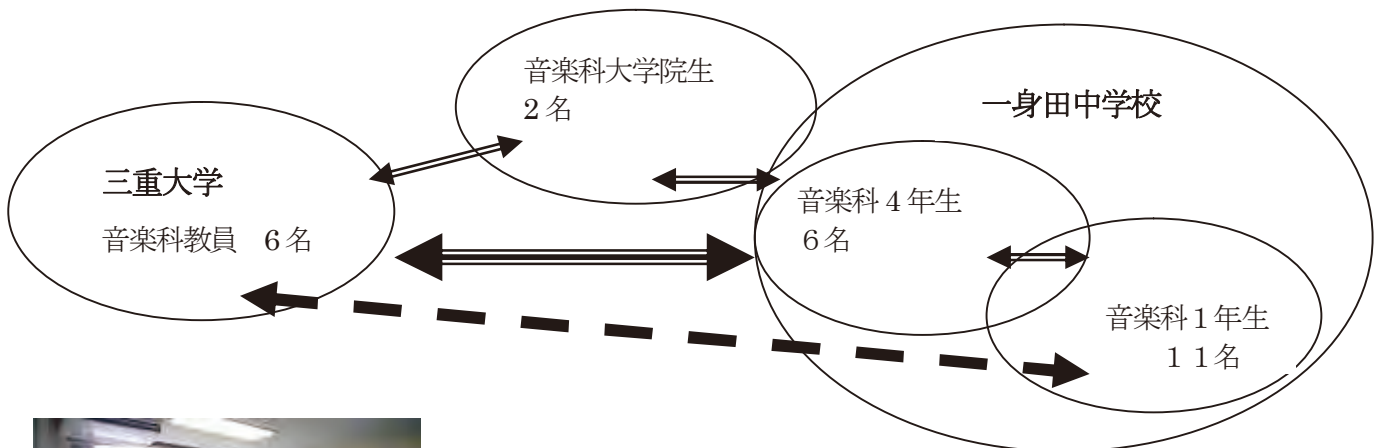 音楽科大学院生
2名
一身田中学校
三重大学
音楽科教員　6名
音楽科4年生
６名
音楽科１年生
１１名